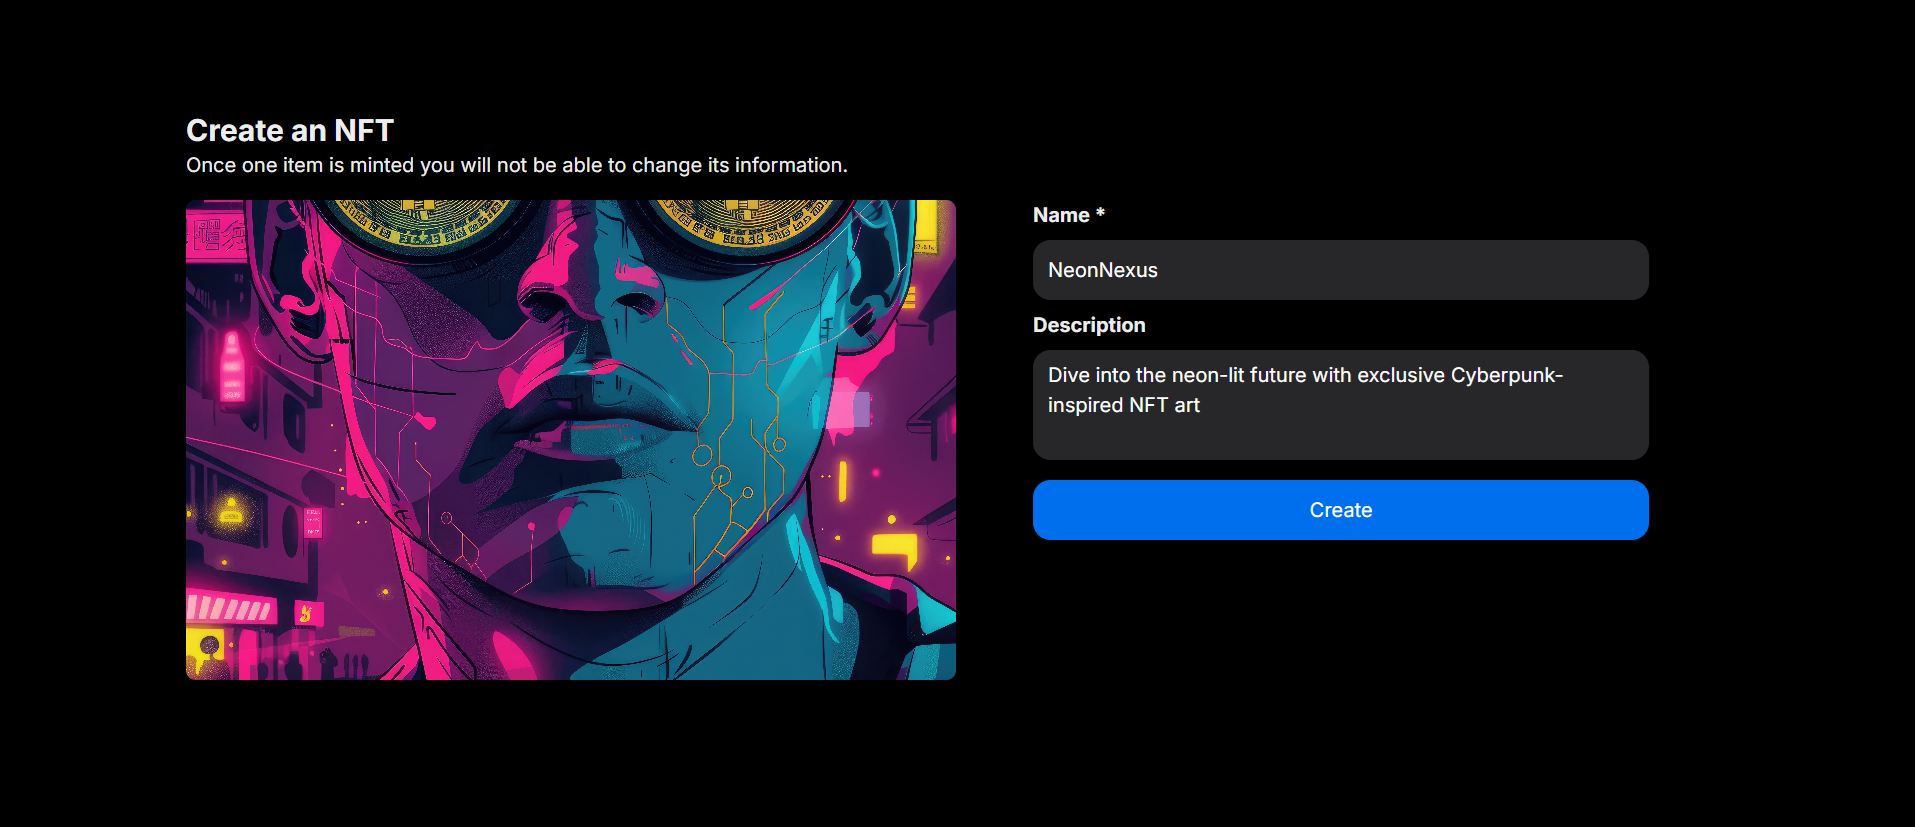 Create an NFT
Once one item is minted you will not be able to change its information.
Name *
NeonNexus
Description
Dive into the neon-lit future with exclusive Cyberpunk-
inspired NFT art
Create